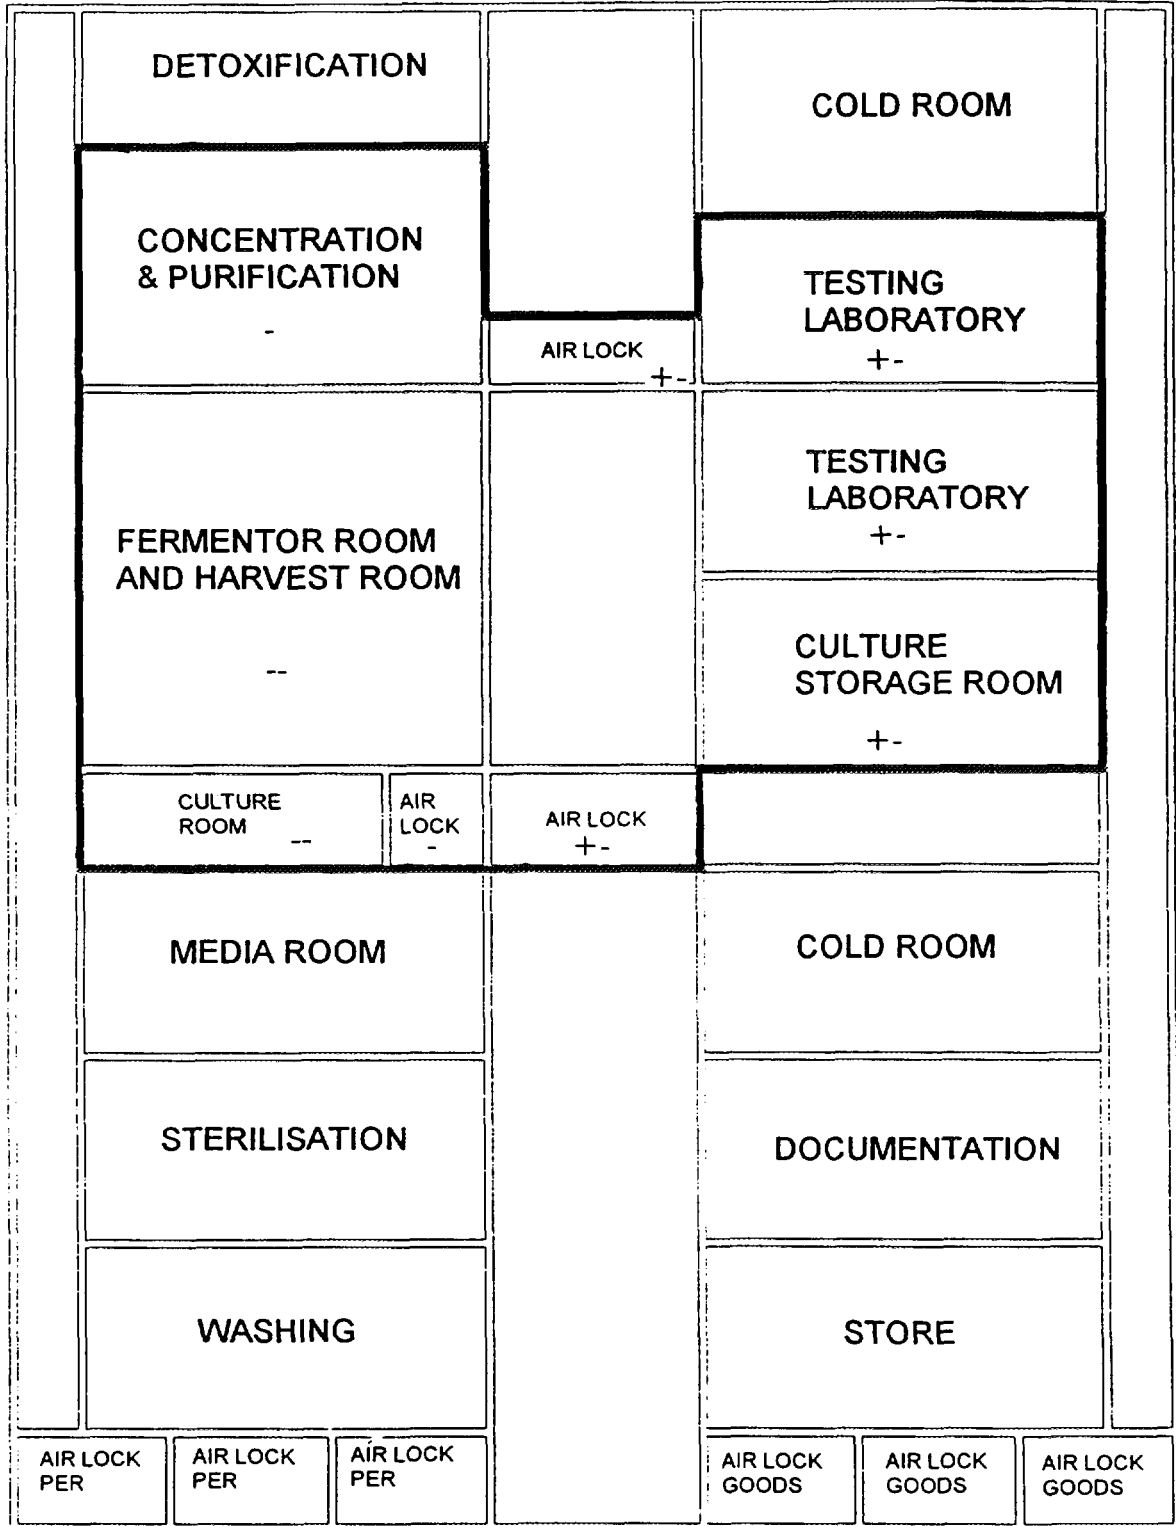 DETOXIFICATION
COLD ROOM
CONCENTRATION
& PURIFICATION
-
AIR LOCK
+-
TESTING
LABORATORY
+-
FERMENTOR ROOM
AND HARVEST ROOM
--
TESTING
LABORATORY
+-
CULTURE
STORAGE ROOM
+-
CULTURE
ROOM --
AIR
LOCK
-
AIR LOCK
+-
MEDIA ROOM
COLD ROOM
STERILISATION
DOCUMENTATION
WASHING
STORE
AIR LOCK
PER
AIR LOCK
PER
AIR LOCK
PER
AIR LOCK
GOODS
AIR LOCK
GOODS
AIR LOCK
GOODS